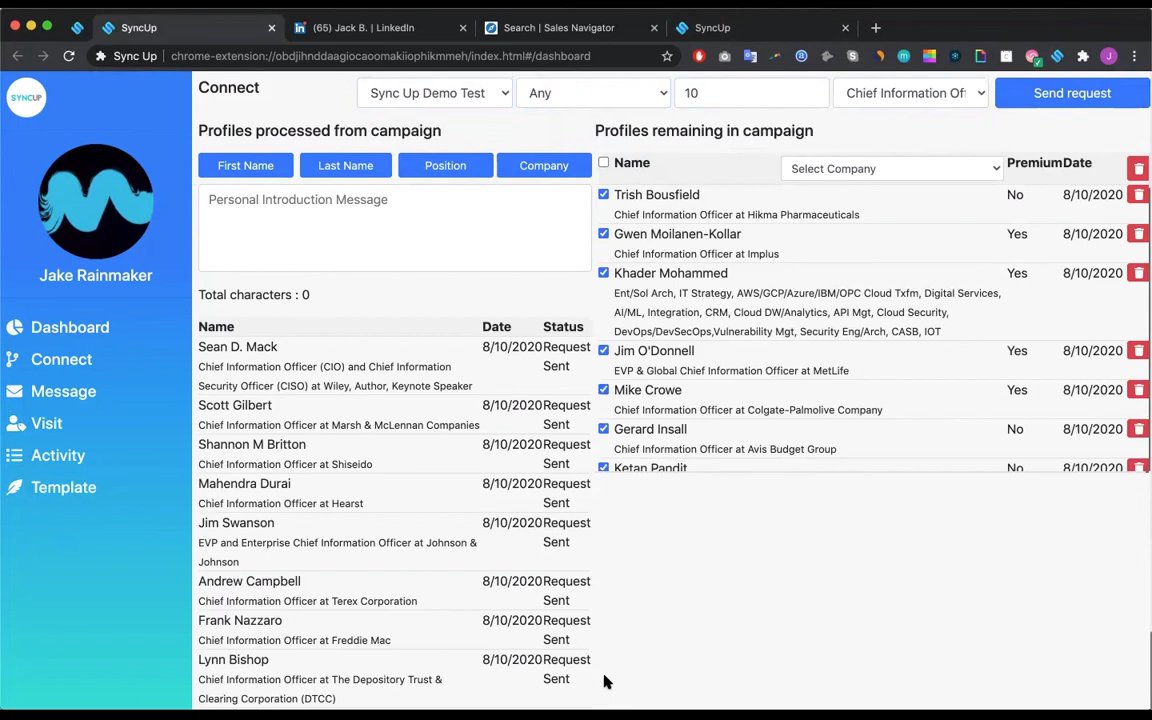 SyncUp
(65) Jack B. | LinkedIn
Search | Sales Navigator
SyncUp
Sync Up
chrome-extension://obdjihnddaagiocaoomakiiophikmmeh/index.html#/dashboard
SYNCUP
Jake Rainmaker
Dashboard
Connect
Message
Visit
Activity
Template
Connect
Sync Up Demo Test
Any
10
Chief Information Of
Send request
Profiles processed from campaign
First Name
Last Name
Position
Company
Personal Introduction Message
Total characters : 0
Name Date Status
Sean D. Mack 8/10/2020 Request
Chief Information Officer (CIO) and Chief Information Sent
Security Officer (CISO) at Wiley, Author, Keynote Speaker
Scott Gilbert 8/10/2020 Request
Chief Information Officer at Marsh & McLennan Companies Sent
Shannon M Britton 8/10/2020 Request
Chief Information Officer at Shiseido Sent
Mahendra Durai 8/10/2020 Request
Chief Information Officer at Hearst Sent
Jim Swanson 8/10/2020 Request
EVP and Enterprise Chief Information Officer at Johnson & Sent
Johnson
Andrew Campbell 8/10/2020 Request
Chief Information Officer at Terex Corporation Sent
Frank Nazzaro 8/10/2020 Request
Chief Information Officer at Freddie Mac Sent
Lynn Bishop 8/10/2020 Request
Chief Information Officer at The Depository Trust & Sent
Clearing Corporation (DTCC)
Profiles remaining in campaign
Name Select Company Premium Date
Trish Bousfield No 8/10/2020
Chief Information Officer at Hikma Pharmaceuticals
Gwen Moilanen-Kollar Yes 8/10/2020
Chief Information Officer at Implus
Khader Mohammed Yes 8/10/2020
Ent/Sol Arch, IT Strategy, AWS/GCP/Azure/IBM/OPC Cloud Txfm, Digital Services,
AI/ML, Integration, CRM, Cloud DW/Analytics, API Mgt, Cloud Security,
DevOps/DevSecOps,Vulnerability Mgt, Security Eng/Arch, CASB, IOT
Jim O'Donnell Yes 8/10/2020
EVP & Global Chief Information Officer at MetLife
Mike Crowe Yes 8/10/2020
Chief Information Officer at Colgate-Palmolive Company
Gerard Insall No 8/10/2020
Chief Information Officer at Avis Budget Group
Ketan Pandit No 8/10/2020